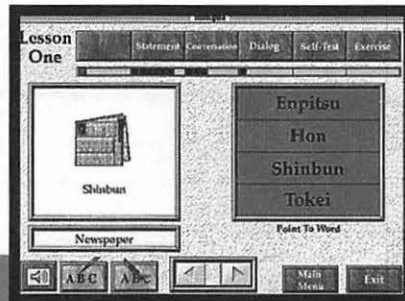 Lesson
One
Statement Conversation Dialog Self-Test Exercise
Enpitsu
Hon
Shinbun
Tokei
Shinbun
Newspaper
Point To Word
ABC
Main
Menu
Exit